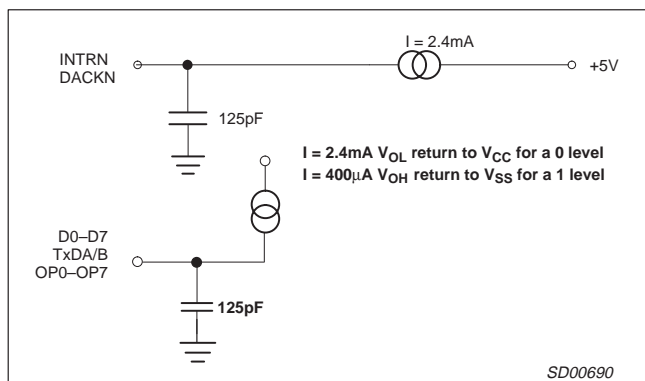 I = 2.4mA
INTRN
DACKN
+5V
125pF
I = 2.4mA VOL return to VCC for a 0 level
I = 400µA VOH return to VSS for a 1 level
D0–D7
TxDA/B
OP0–OP7
125pF
SD00690